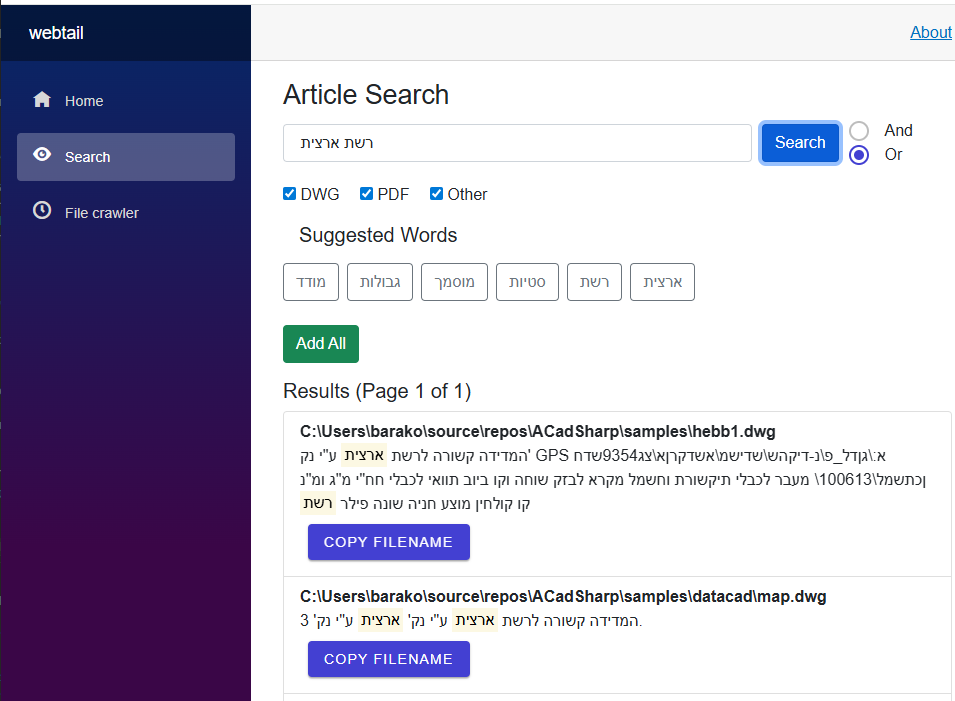 webtail
About
Home
Search
File crawler
Article Search
רשת ארצית
Search
And
Or
DWG PDF Other
Suggested Words
מודד גבולות מוסמך סטיות רשת ארצית
Add All
Results (Page 1 of 1)
C:\Users\barako\source\repos\ACadSharp\samples\hebb1.dwg
המדידה קשורה לרשת ארצית ע"י נק' GPS א:\גןדל_פ\נ-דיקהש\שדישמ\אשדקרןא\צג9354שדח
ןכתשמל\100613\ מעבר לכבלי תיקשורת וחשמל מקרא לבזק שוחה וקו ביוב תוואי לכבלי חח"י מ"ג ומ"נ
קו קולחין מוצע חניה שונה פילר רשת
COPY FILENAME
C:\Users\barako\source\repos\ACadSharp\samples\datacad\map.dwg
המדידה קשורה לרשת ארצית ע"י נק' ארצית ע"י נק' 3.
COPY FILENAME